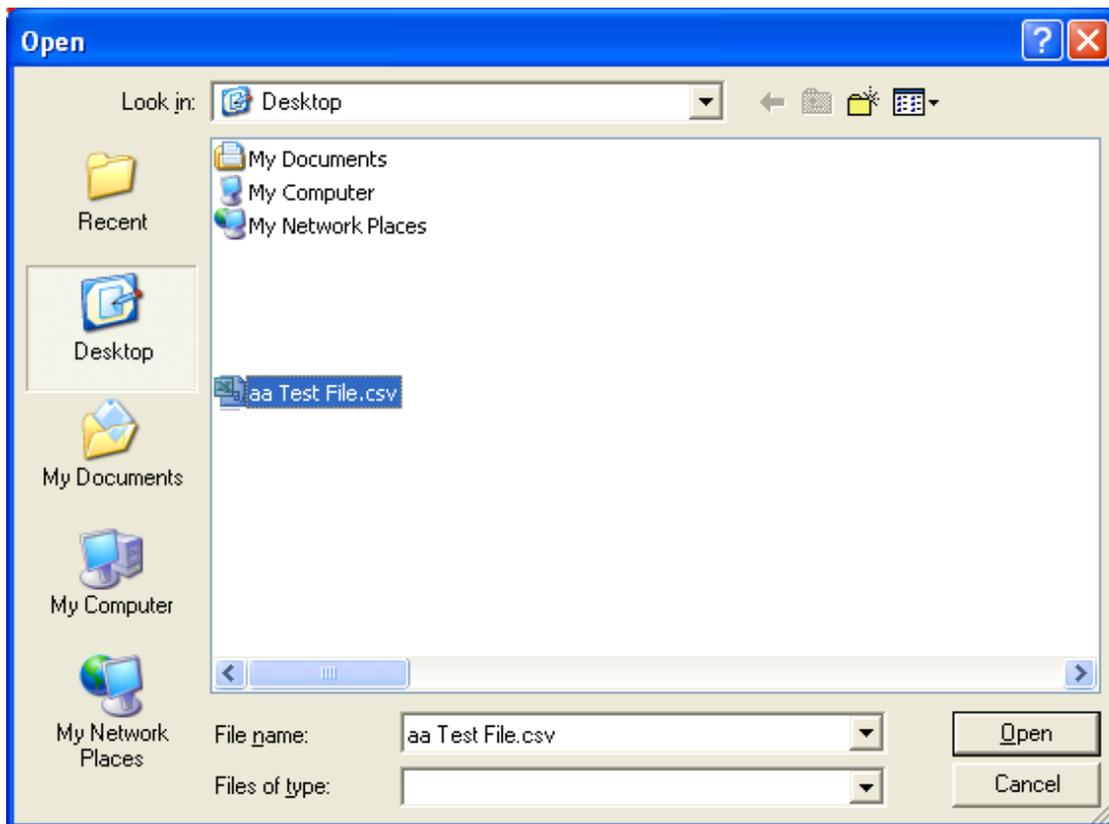 Open
Look in:
Desktop
My Documents
My Computer
My Network Places
aa Test File.csv
Recent
Desktop
My Documents
My Computer
My Network
Places
File name:
aa Test File.csv
Open
Files of type:
Cancel